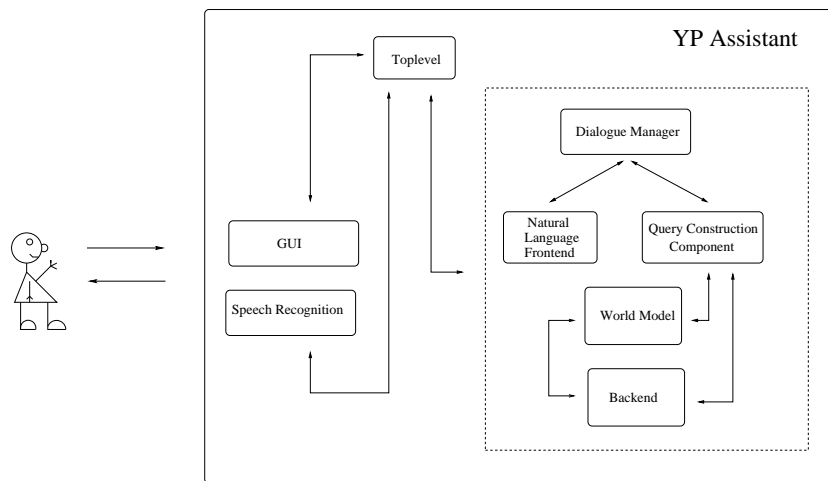 YP Assistant
Toplevel
Dialogue Manager
Natural
Language
Frontend
Query Construction
Component
GUI
Speech Recognition
World Model
Backend